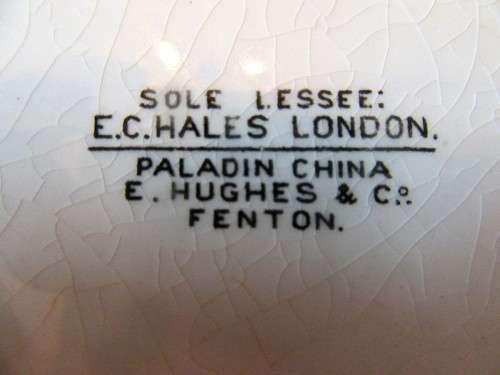 SOLE LESSEE:
E.C. HALES LONDON.
PALADIN CHINA
E. HUGHES & Cº.
FENTON.